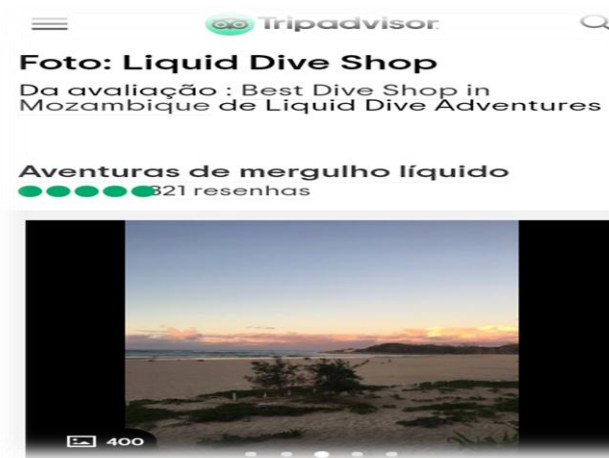 Tripadvisor
Foto: Liquid Dive Shop
Da avaliação : Best Dive Shop in
Mozambique de Liquid Dive Adventures
Aventuras de mergulho líquido
821 resenhas
400